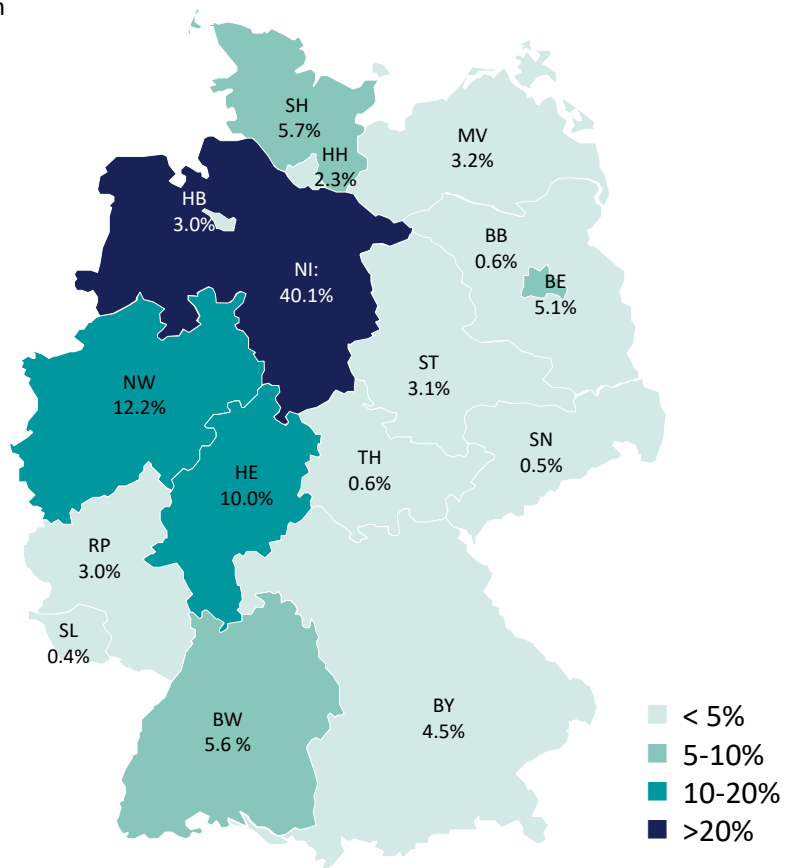 n
SH
5.7%
HH
2.3%
MV
3.2%
HB
3.0%
BB
0.6%
BE
5.1%
NI:
40.1%
ST
3.1%
NW
12.2%
SN
0.5%
TH
0.6%
HE
10.0%
RP
3.0%
SL
0.4%
BW
5.6 %
BY
4.5%
< 5%
5-10%
10-20%
>20%